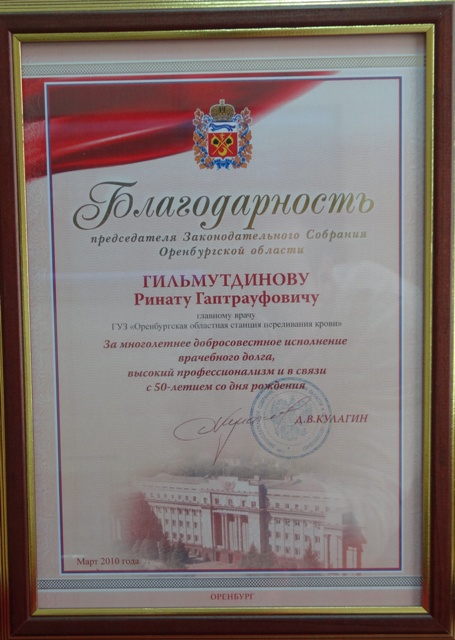 Благодарность
председателя Законодательного Собрания
Оренбургской области
ГИЛЬМУТДИНОВУ
Ринату Гаптрауфовичу
главному врачу
ГУЗ «Оренбургская областная станция переливания крови»
За многолетнее добросовестное исполнение
врачебного долга,
высокий профессионализм и в связи
с 50-летием со дня рождения
Д.В.КУЛАГИН
Март 2010 года
ОРЕНБУРГ